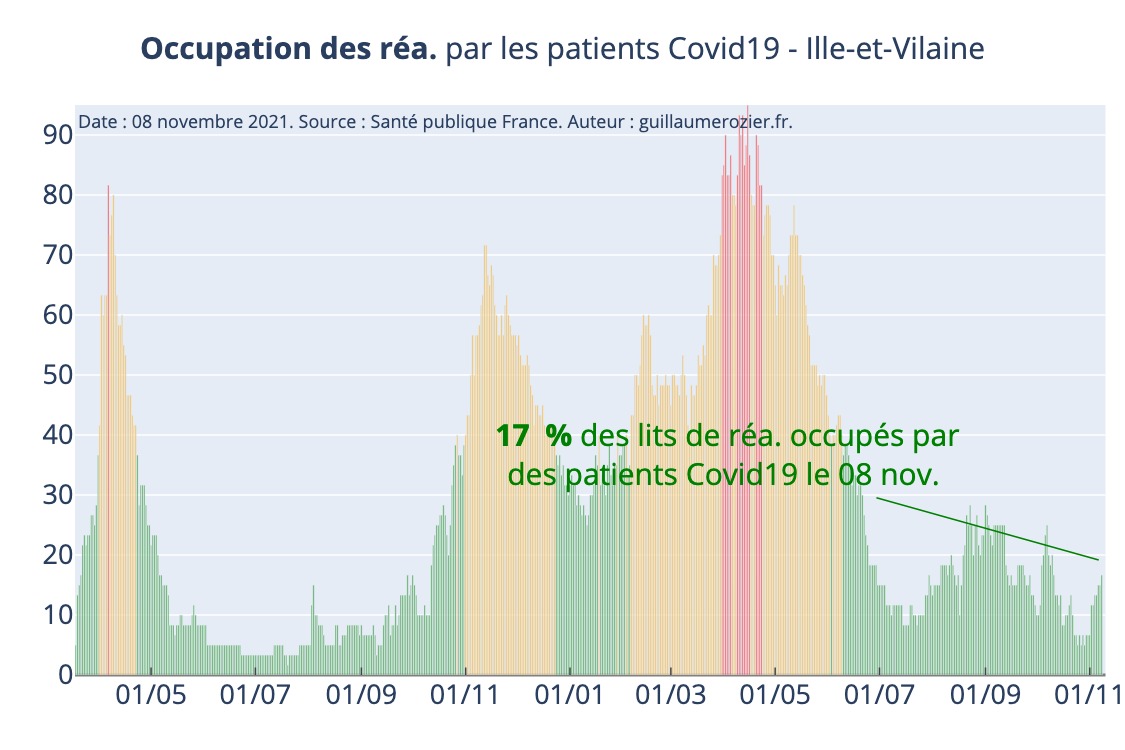 Occupation des réa. par les patients Covid19 - Ille-et-Vilaine
Date : 08 novembre 2021. Source : Santé publique France. Auteur : guillaumerozier.fr.
90
80
70
60
50
40
30
20
10
0
17 % des lits de réa. occupés par
des patients Covid19 le 08 nov.
01/05 01/07 01/09 01/11 01/01 01/03 01/05 01/07 01/09 01/11